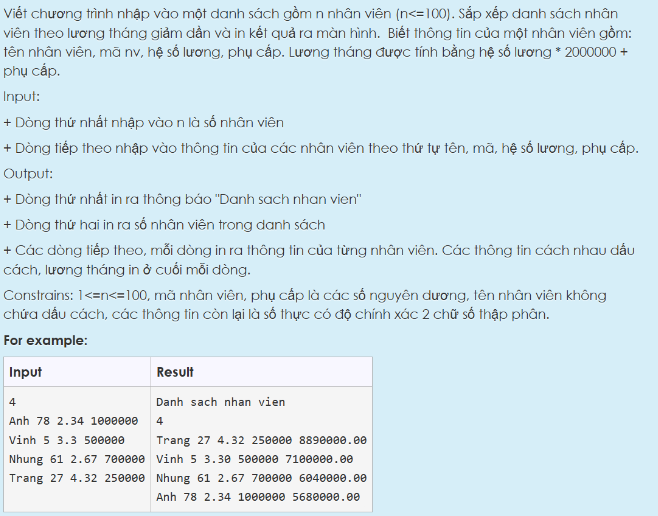 Viết chương trình nhập vào một danh sách gồm n nhân viên (n<=100). Sắp xếp danh sách nhân
viên theo lương tháng giảm dần và in kết quả ra màn hình. Biết thông tin của một nhân viên gồm:
tên nhân viên, mã nv, hệ số lương, phụ cấp. Lương tháng được tính bằng hệ số lương * 2000000 +
phụ cấp.
Input:
+ Dòng thứ nhất nhập vào n là số nhân viên
+ Dòng tiếp theo nhập vào thông tin của các nhân viên theo thứ tự tên, mã, hệ số lương, phụ cấp.
Output:
+ Dòng thứ nhất in ra thông báo "Danh sach nhan vien"
+ Dòng thứ hai in ra số nhân viên trong danh sách
+ Các dòng tiếp theo, mỗi dòng in ra thông tin của từng nhân viên. Các thông tin cách nhau dấu
cách, lương tháng in ở cuối mỗi dòng.
Constrains: 1<=n<=100, mã nhân viên, phụ cấp là các số nguyên dương, tên nhân viên không
chứa dấu cách, các thông tin còn lại là số thực có độ chính xác 2 chữ số thập phân.
For example:
Input Result
4 Danh sach nhan vien
Anh 78 2.34 1000000 4
Vinh 5 3.3 500000 Trang 27 4.32 250000 8890000.00
Nhung 61 2.67 700000 Vinh 5 3.30 500000 7100000.00
Trang 27 4.32 250000 Nhung 61 2.67 700000 6040000.00
Anh 78 2.34 1000000 5680000.00